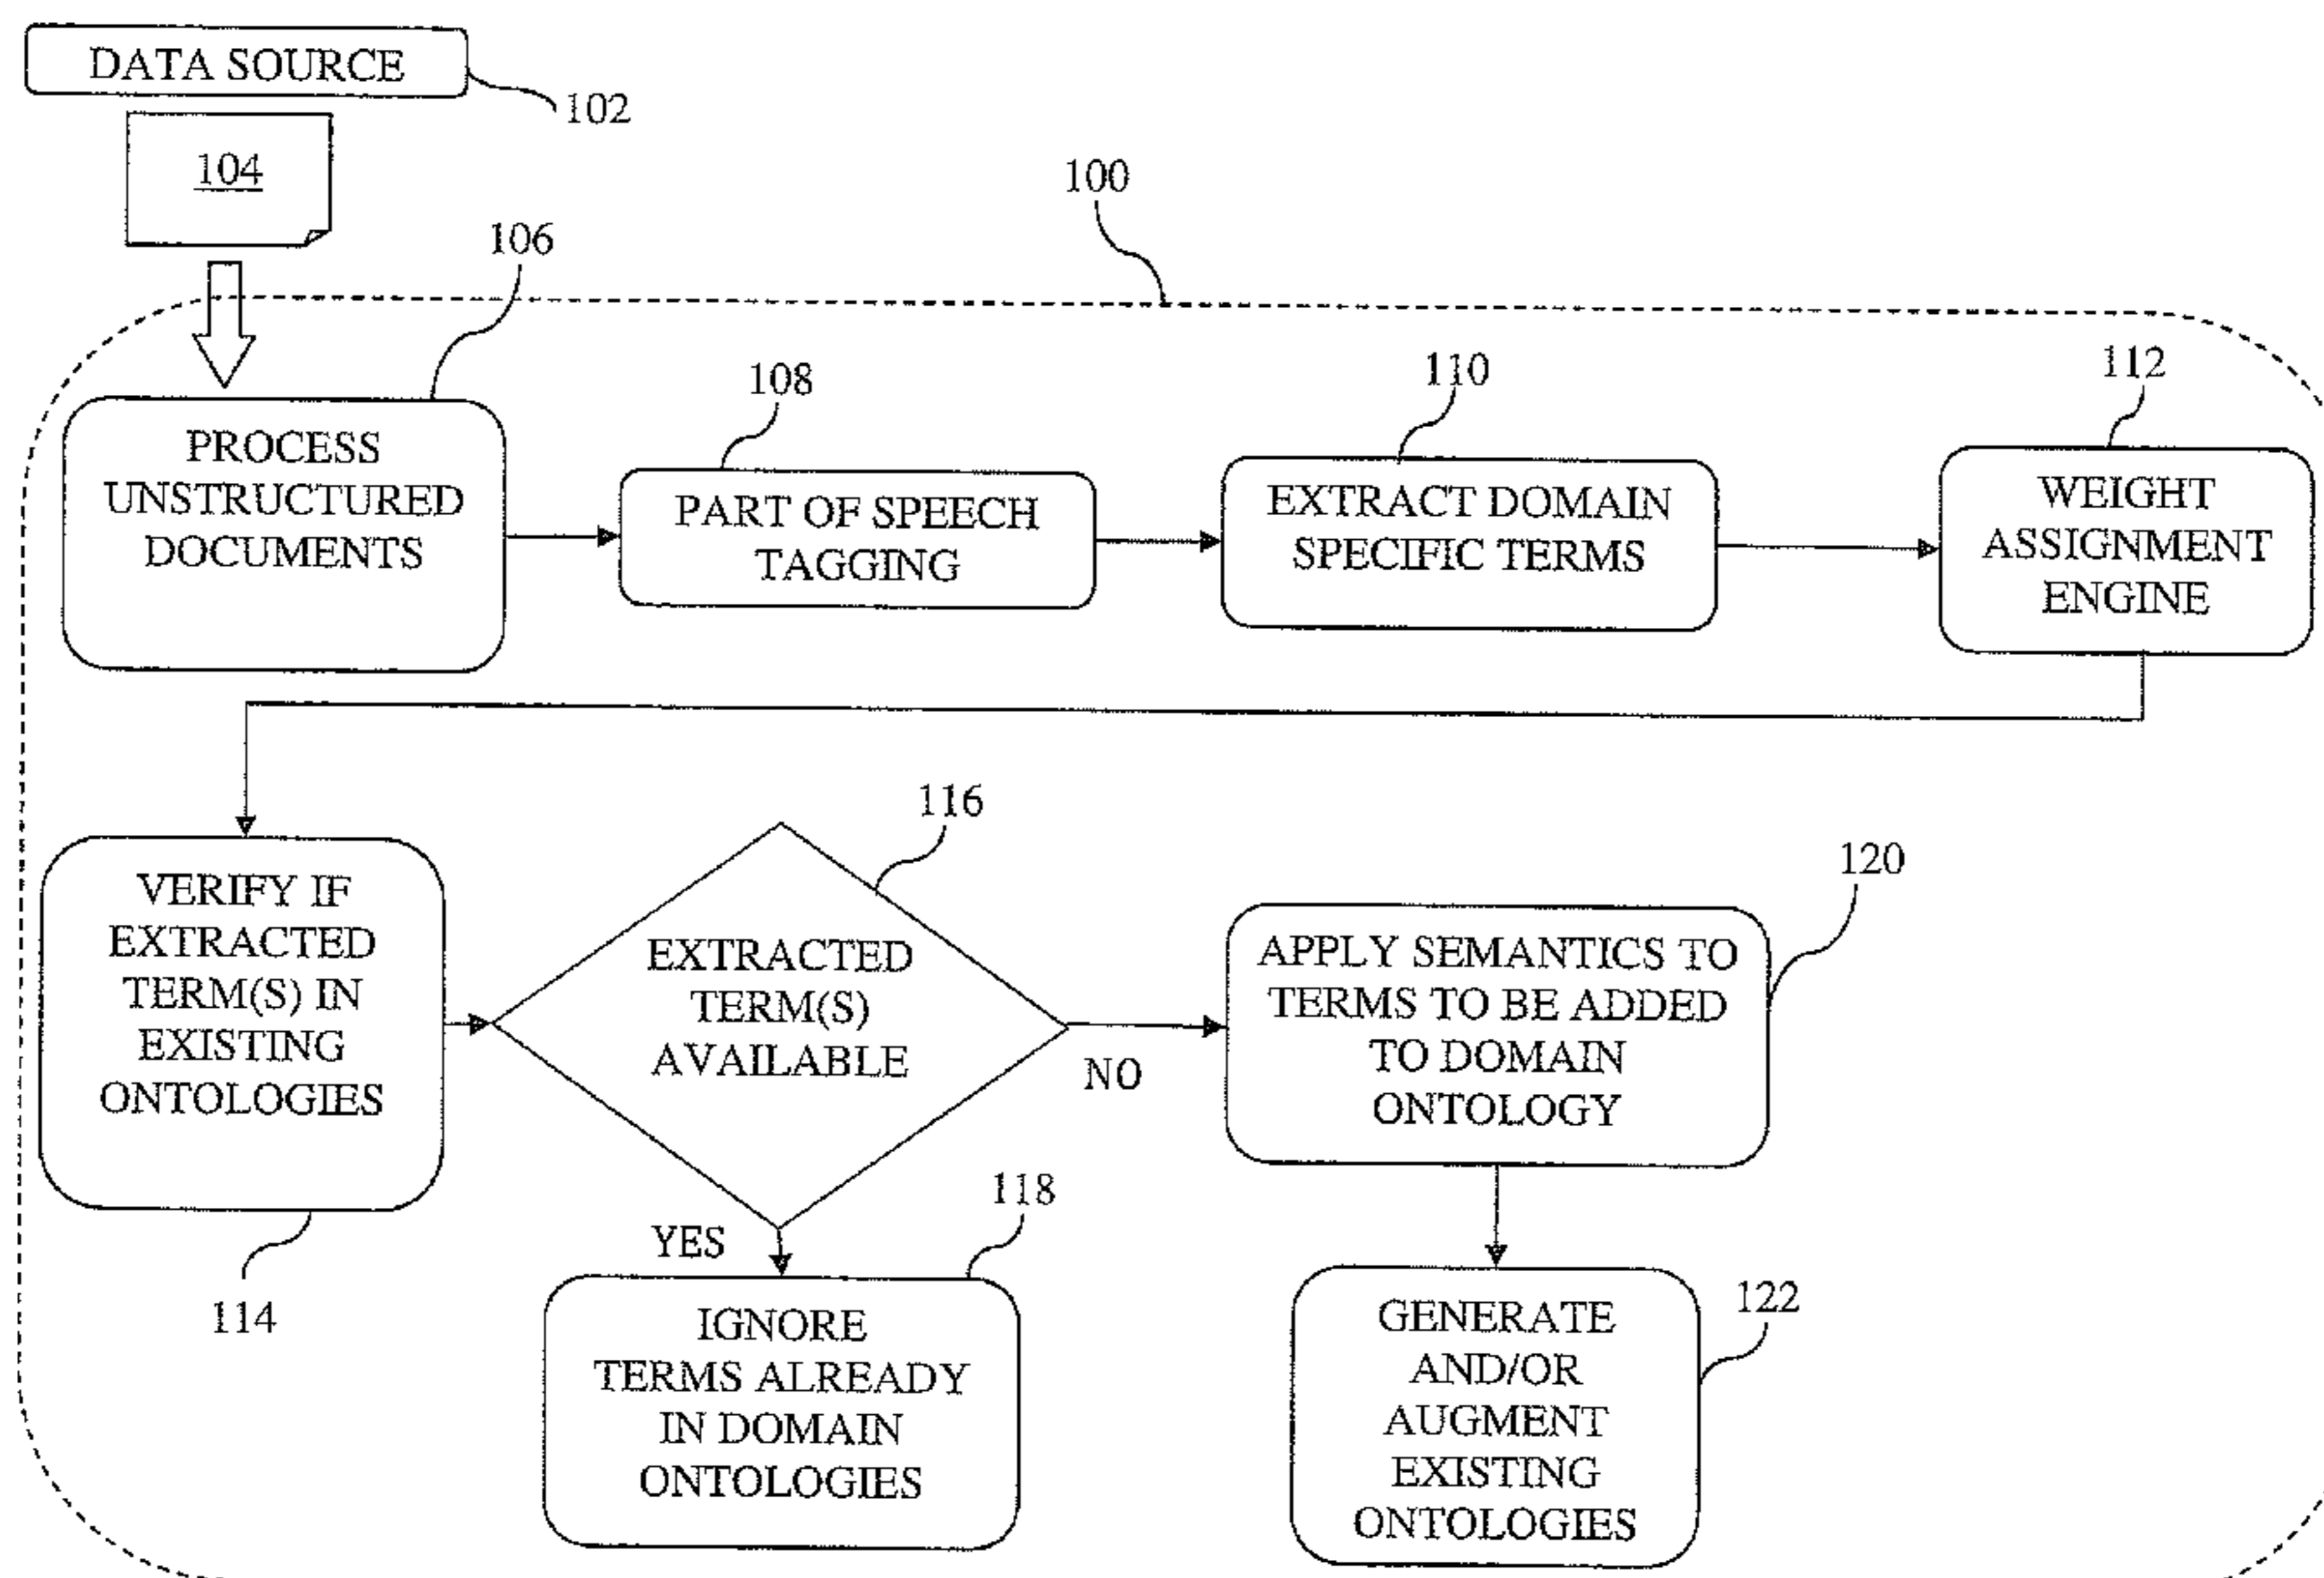 DATA SOURCE
102
104
100
106
108
110
112
PROCESS
UNSTRUCTURED
DOCUMENTS
PART OF SPEECH
TAGGING
EXTRACT DOMAIN
SPECIFIC TERMS
WEIGHT
ASSIGNMENT
ENGINE
116
120
VERIFY IF
EXTRACTED
TERM(S) IN
EXISTING
ONTOLOGIES
EXTRACTED
TERM(S)
AVAILABLE
NO
APPLY SEMANTICS TO
TERMS TO BE ADDED
TO DOMAIN
ONTOLOGY
YES
118
114
122
IGNORE
TERMS ALREADY
IN DOMAIN
ONTOLOGIES
GENERATE
AND/OR
AUGMENT
EXISTING
ONTOLOGIES